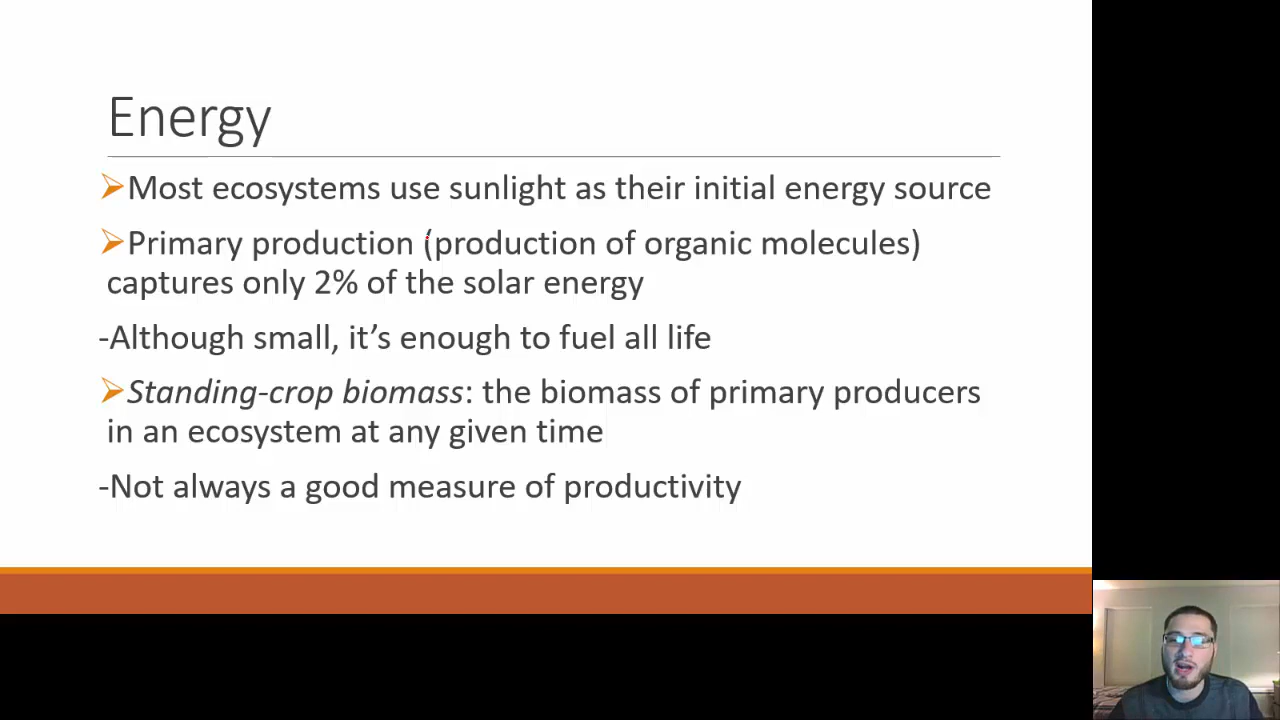 Energy
➢Most ecosystems use sunlight as their initial energy source
➢Primary production (production of organic molecules)
captures only 2% of the solar energy
-Although small, it’s enough to fuel all life
➢Standing-crop biomass: the biomass of primary producers
in an ecosystem at any given time
-Not always a good measure of productivity